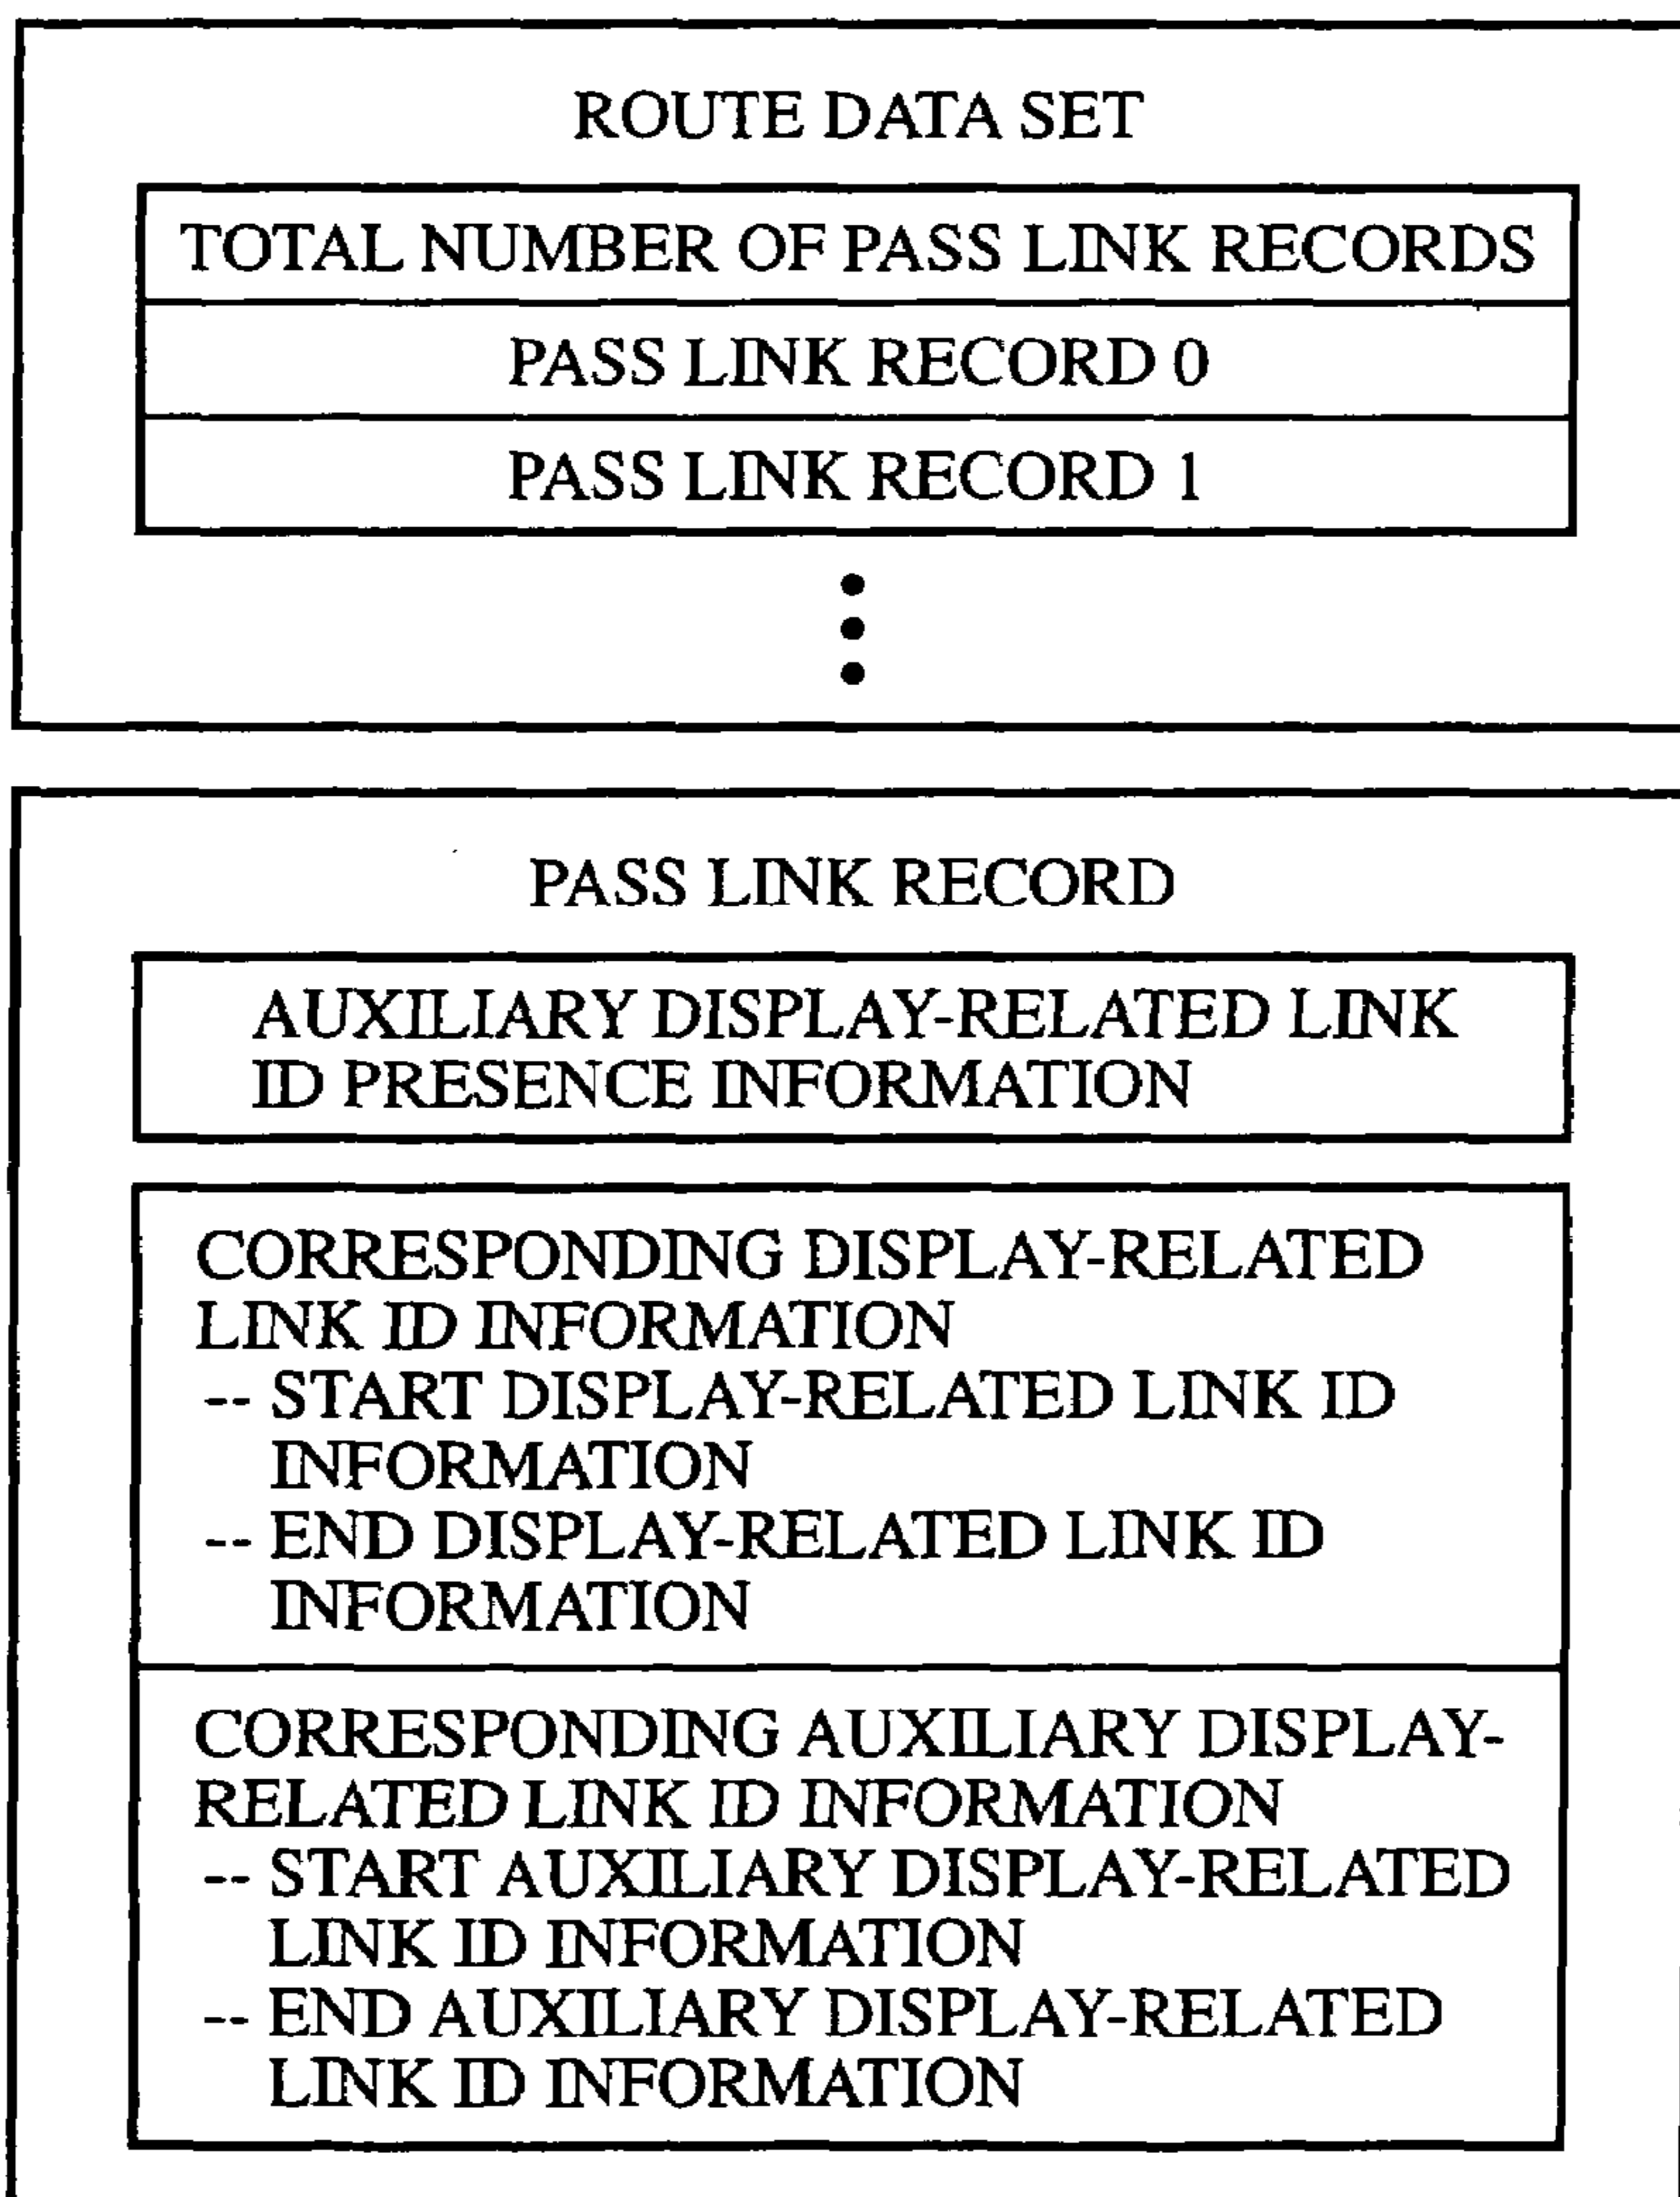 ROUTE DATA SET
TOTAL NUMBER OF PASS LINK RECORDS
PASS LINK RECORD 0
PASS LINK RECORD 1
PASS LINK RECORD
AUXILIARY DISPLAY-RELATED LINK
ID PRESENCE INFORMATION
CORRESPONDING DISPLAY-RELATED
LINK ID INFORMATION
-- START DISPLAY-RELATED LINK ID
INFORMATION
-- END DISPLAY-RELATED LINK ID
INFORMATION
CORRESPONDING AUXILIARY DISPLAY-
RELATED LINK ID INFORMATION
-- START AUXILIARY DISPLAY-RELATED
LINK ID INFORMATION
-- END AUXILIARY DISPLAY-RELATED
LINK ID INFORMATION